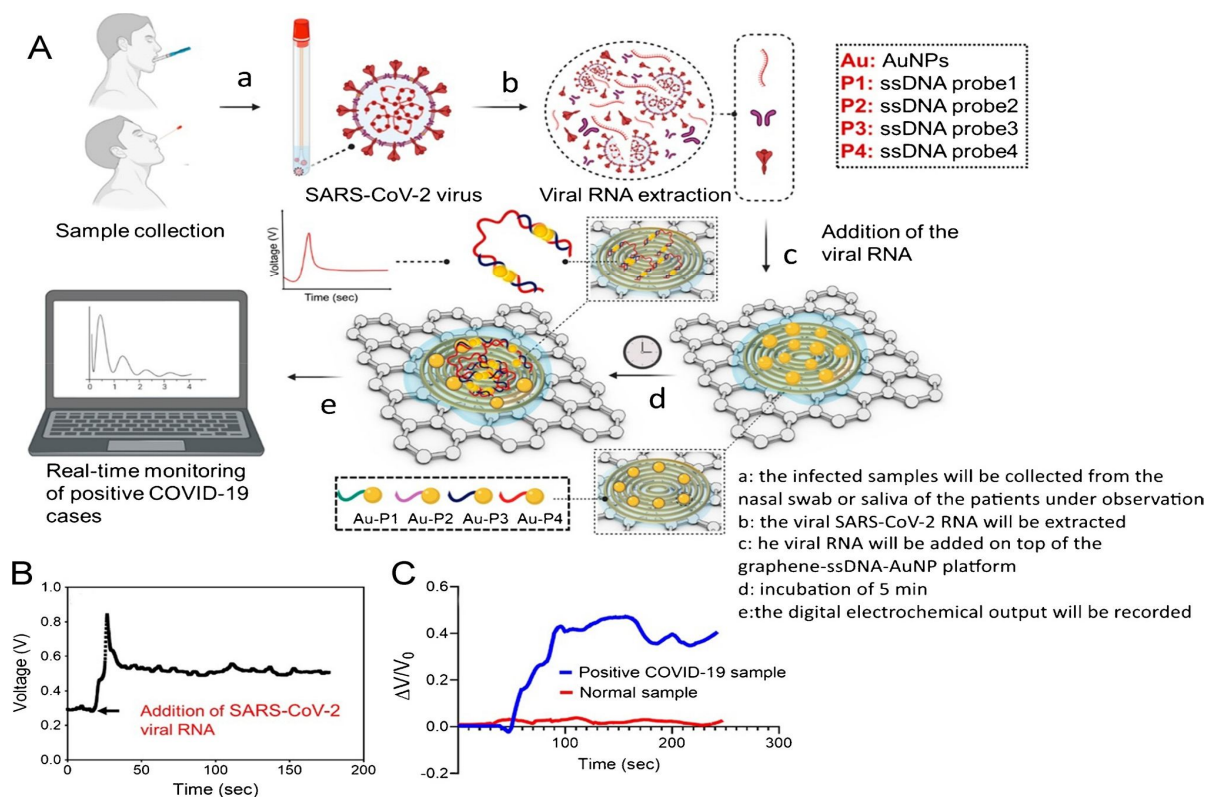 A
a
b
SARS-CoV-2 virus
Viral RNA extraction
Sample collection
Au: AuNPs
P1: ssDNA probe1
P2: ssDNA probe2
P3: ssDNA probe3
P4: ssDNA probe4
Addition of the
viral RNA
c
Voltage (V)
Time (sec)
0 1 2 3 4
d
e
Real-time monitoring
of positive COVID-19
cases
Au-P1 Au-P2 Au-P3 Au-P4
a: the infected samples will be collected from the
nasal swab or saliva of the patients under observation
b: the viral SARS-CoV-2 RNA will be extracted
c: he viral RNA will be added on top of the
graphene-ssDNA-AuNP platform
d: incubation of 5 min
e:the digital electrochemical output will be recorded
B
Voltage (V)
1.0
0.8
0.6
0.4
0.2
0.0
Addition of SARS-CoV-2
viral RNA
0 50 100 150 200
Time (sec)
C
ΔV/V0
0.6
0.4
0.2
0.0
-0.2
Positive COVID-19 sample
Normal sample
100 200 300
Time (sec)